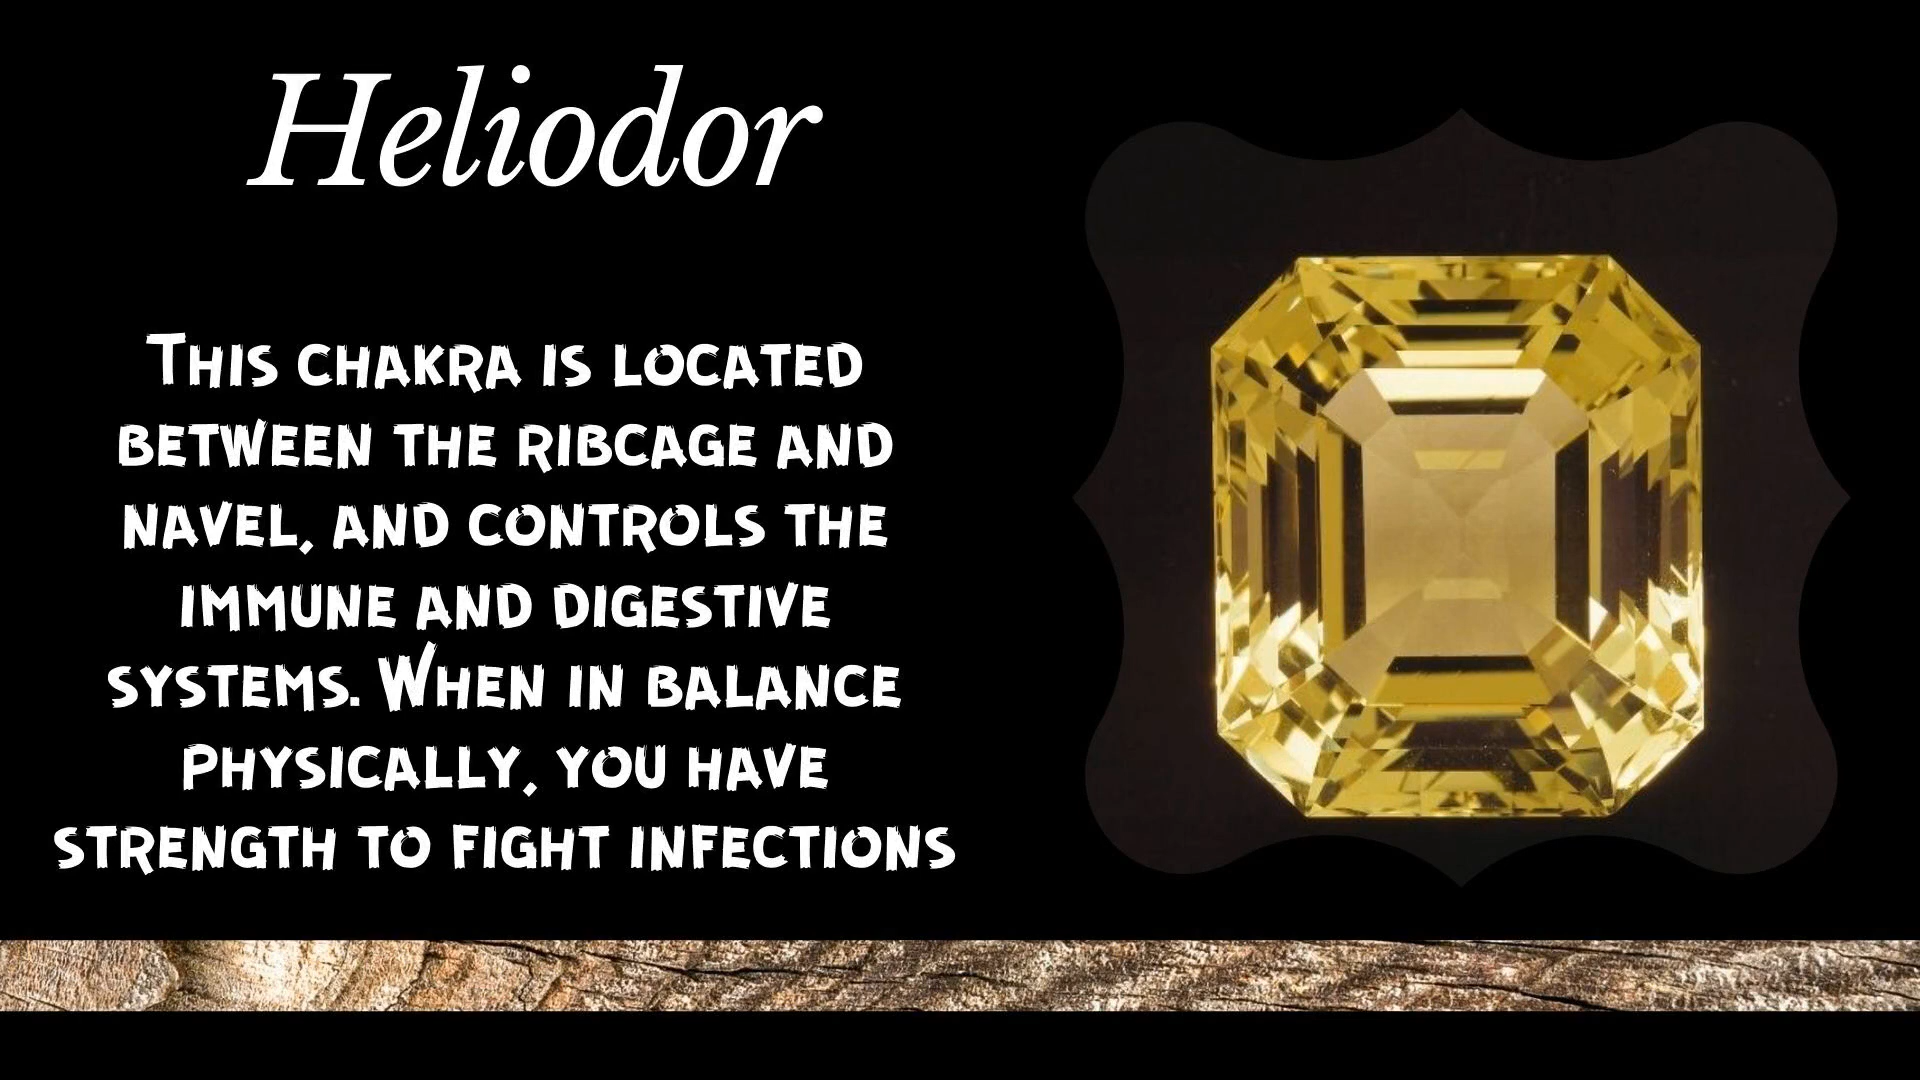 Heliodor
This chakra is located
between the ribcage and
navel, and controls the
immune and digestive
systems. When in balance
physically, you have
strength to fight infections